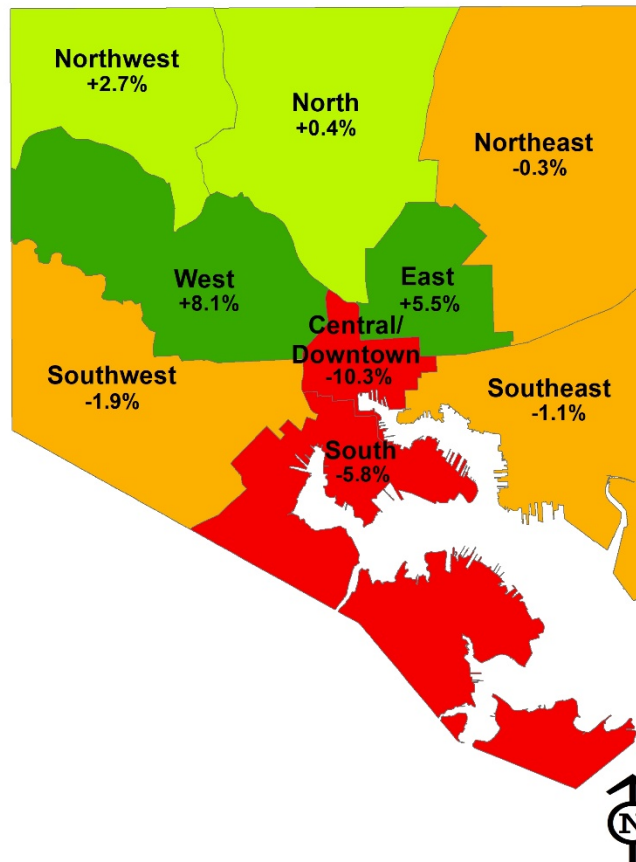 Northwest
+2.7%
North
+0.4%
Northeast
-0.3%
West
+8.1%
East
+5.5%
Central/
Downtown
-10.3%
Southwest
-1.9%
Southeast
-1.1%
South
-5.8%
N